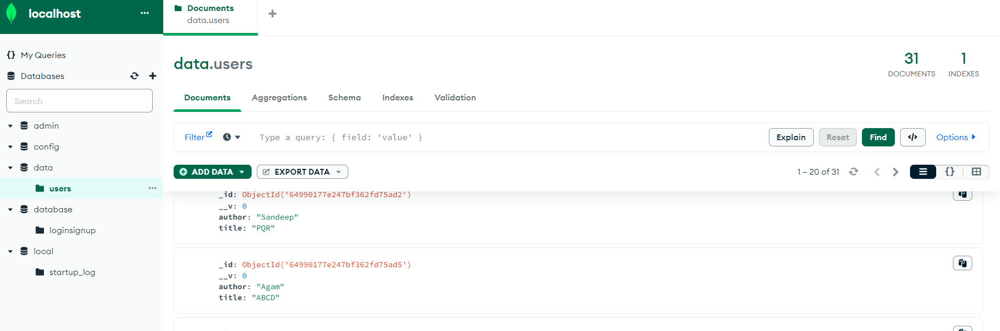 localhost
Documents
data.users
My Queries
Databases
Search
admin
config
data
users
database
loginsignup
local
startup_log
data.users
31
DOCUMENTS
1
INDEXES
Documents
Aggregations
Schema
Indexes
Validation
Filter
Type a query: { field: 'value' }
Explain
Reset
Find
</>
Options
ADD DATA
EXPORT DATA
1 – 20 of 31
{}
_id: ObjectId('64990177e247bf362fd75ad2')
__v: 0
author: "Sandeep"
title: "PQR"
_id: ObjectId('64990177e247bf362fd75ad5')
__v: 0
author: "Agam"
title: "ABCD"